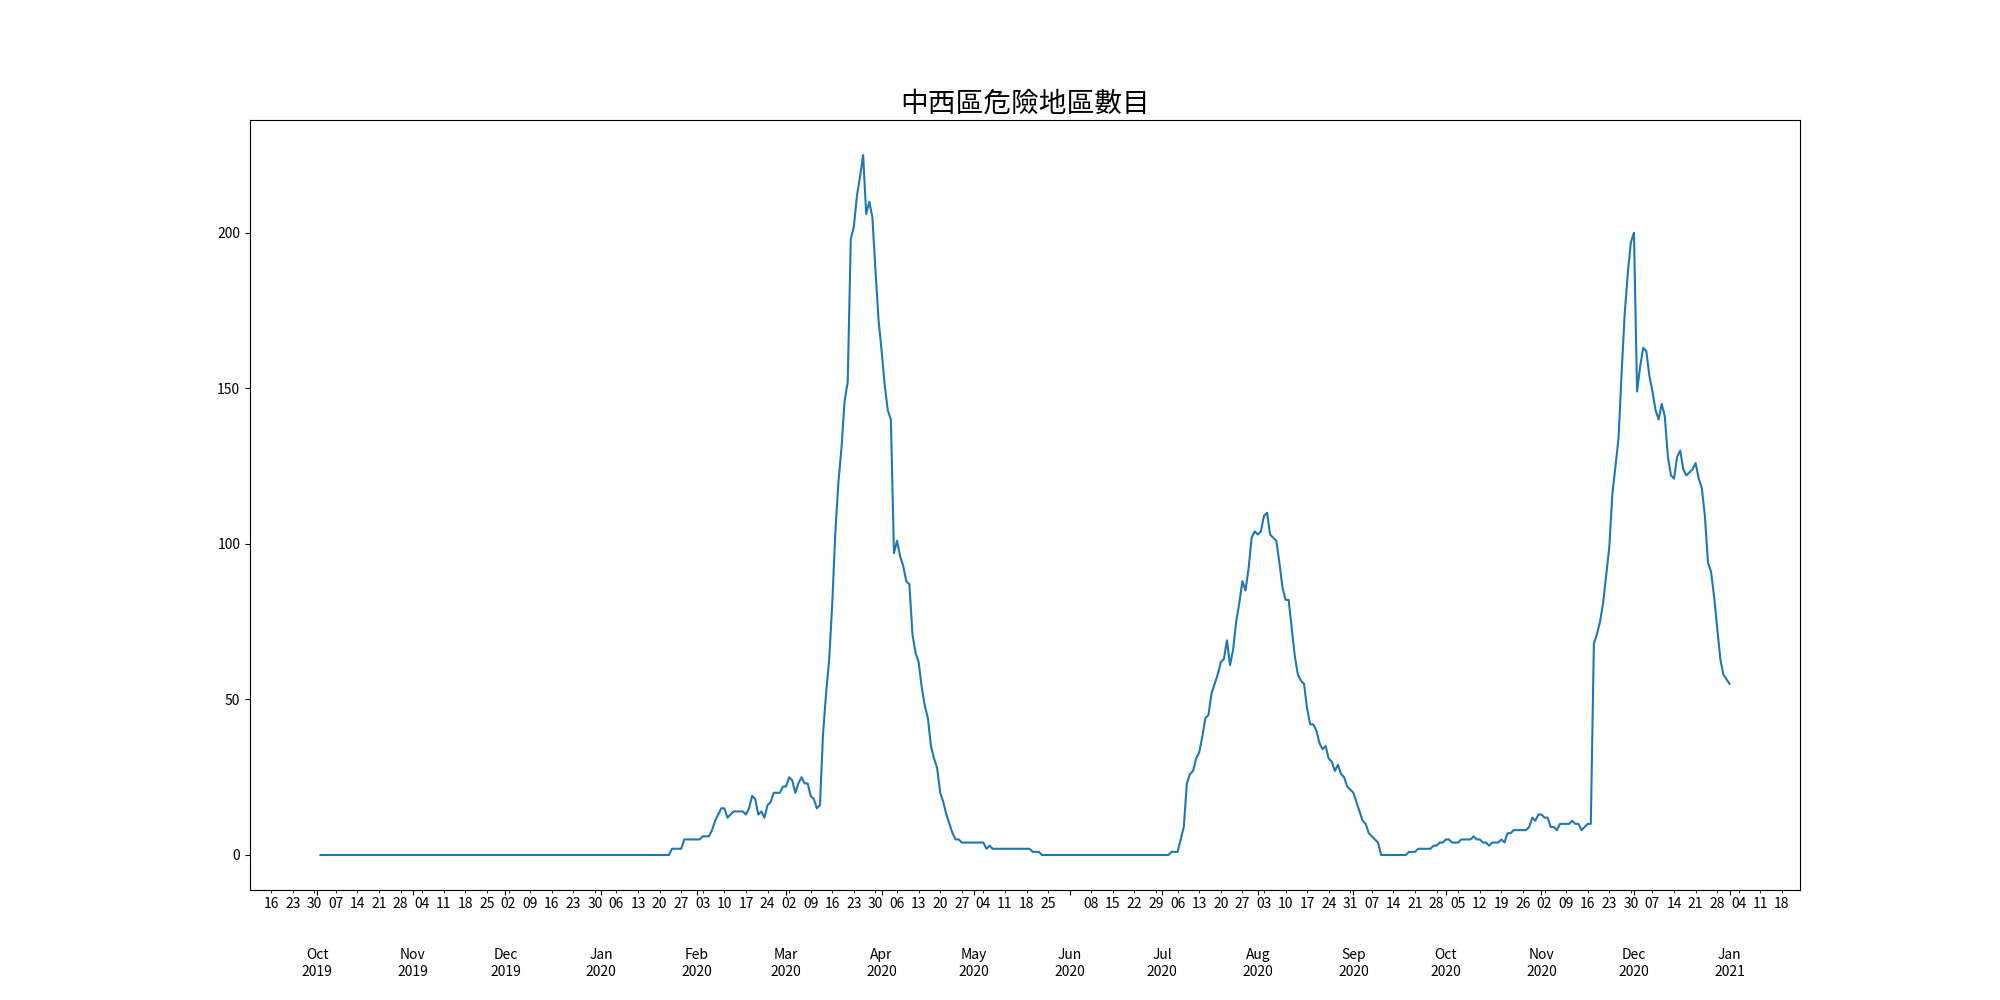 中西區危險地區數目
200
150
100
50
0
16 23 30 07 14 21 28 04 11 18 25 02 09 16 23 30 06 13 20 27 03 10 17 24 02 09 16 23 30 06 13 20 27 04 11 18 25 08 15 22 29 06 13 20 27 03 10 17 24 31 07 14 21 28 05 12 19 26 02 09 16 23 30 07 14 21 28 04 11 18
Oct Nov Dec Jan Feb Mar Apr May Jun Jul Aug Sep Oct Nov Dec Jan
2019 2019 2019 2020 2020 2020 2020 2020 2020 2020 2020 2020 2020 2020 2020 2021